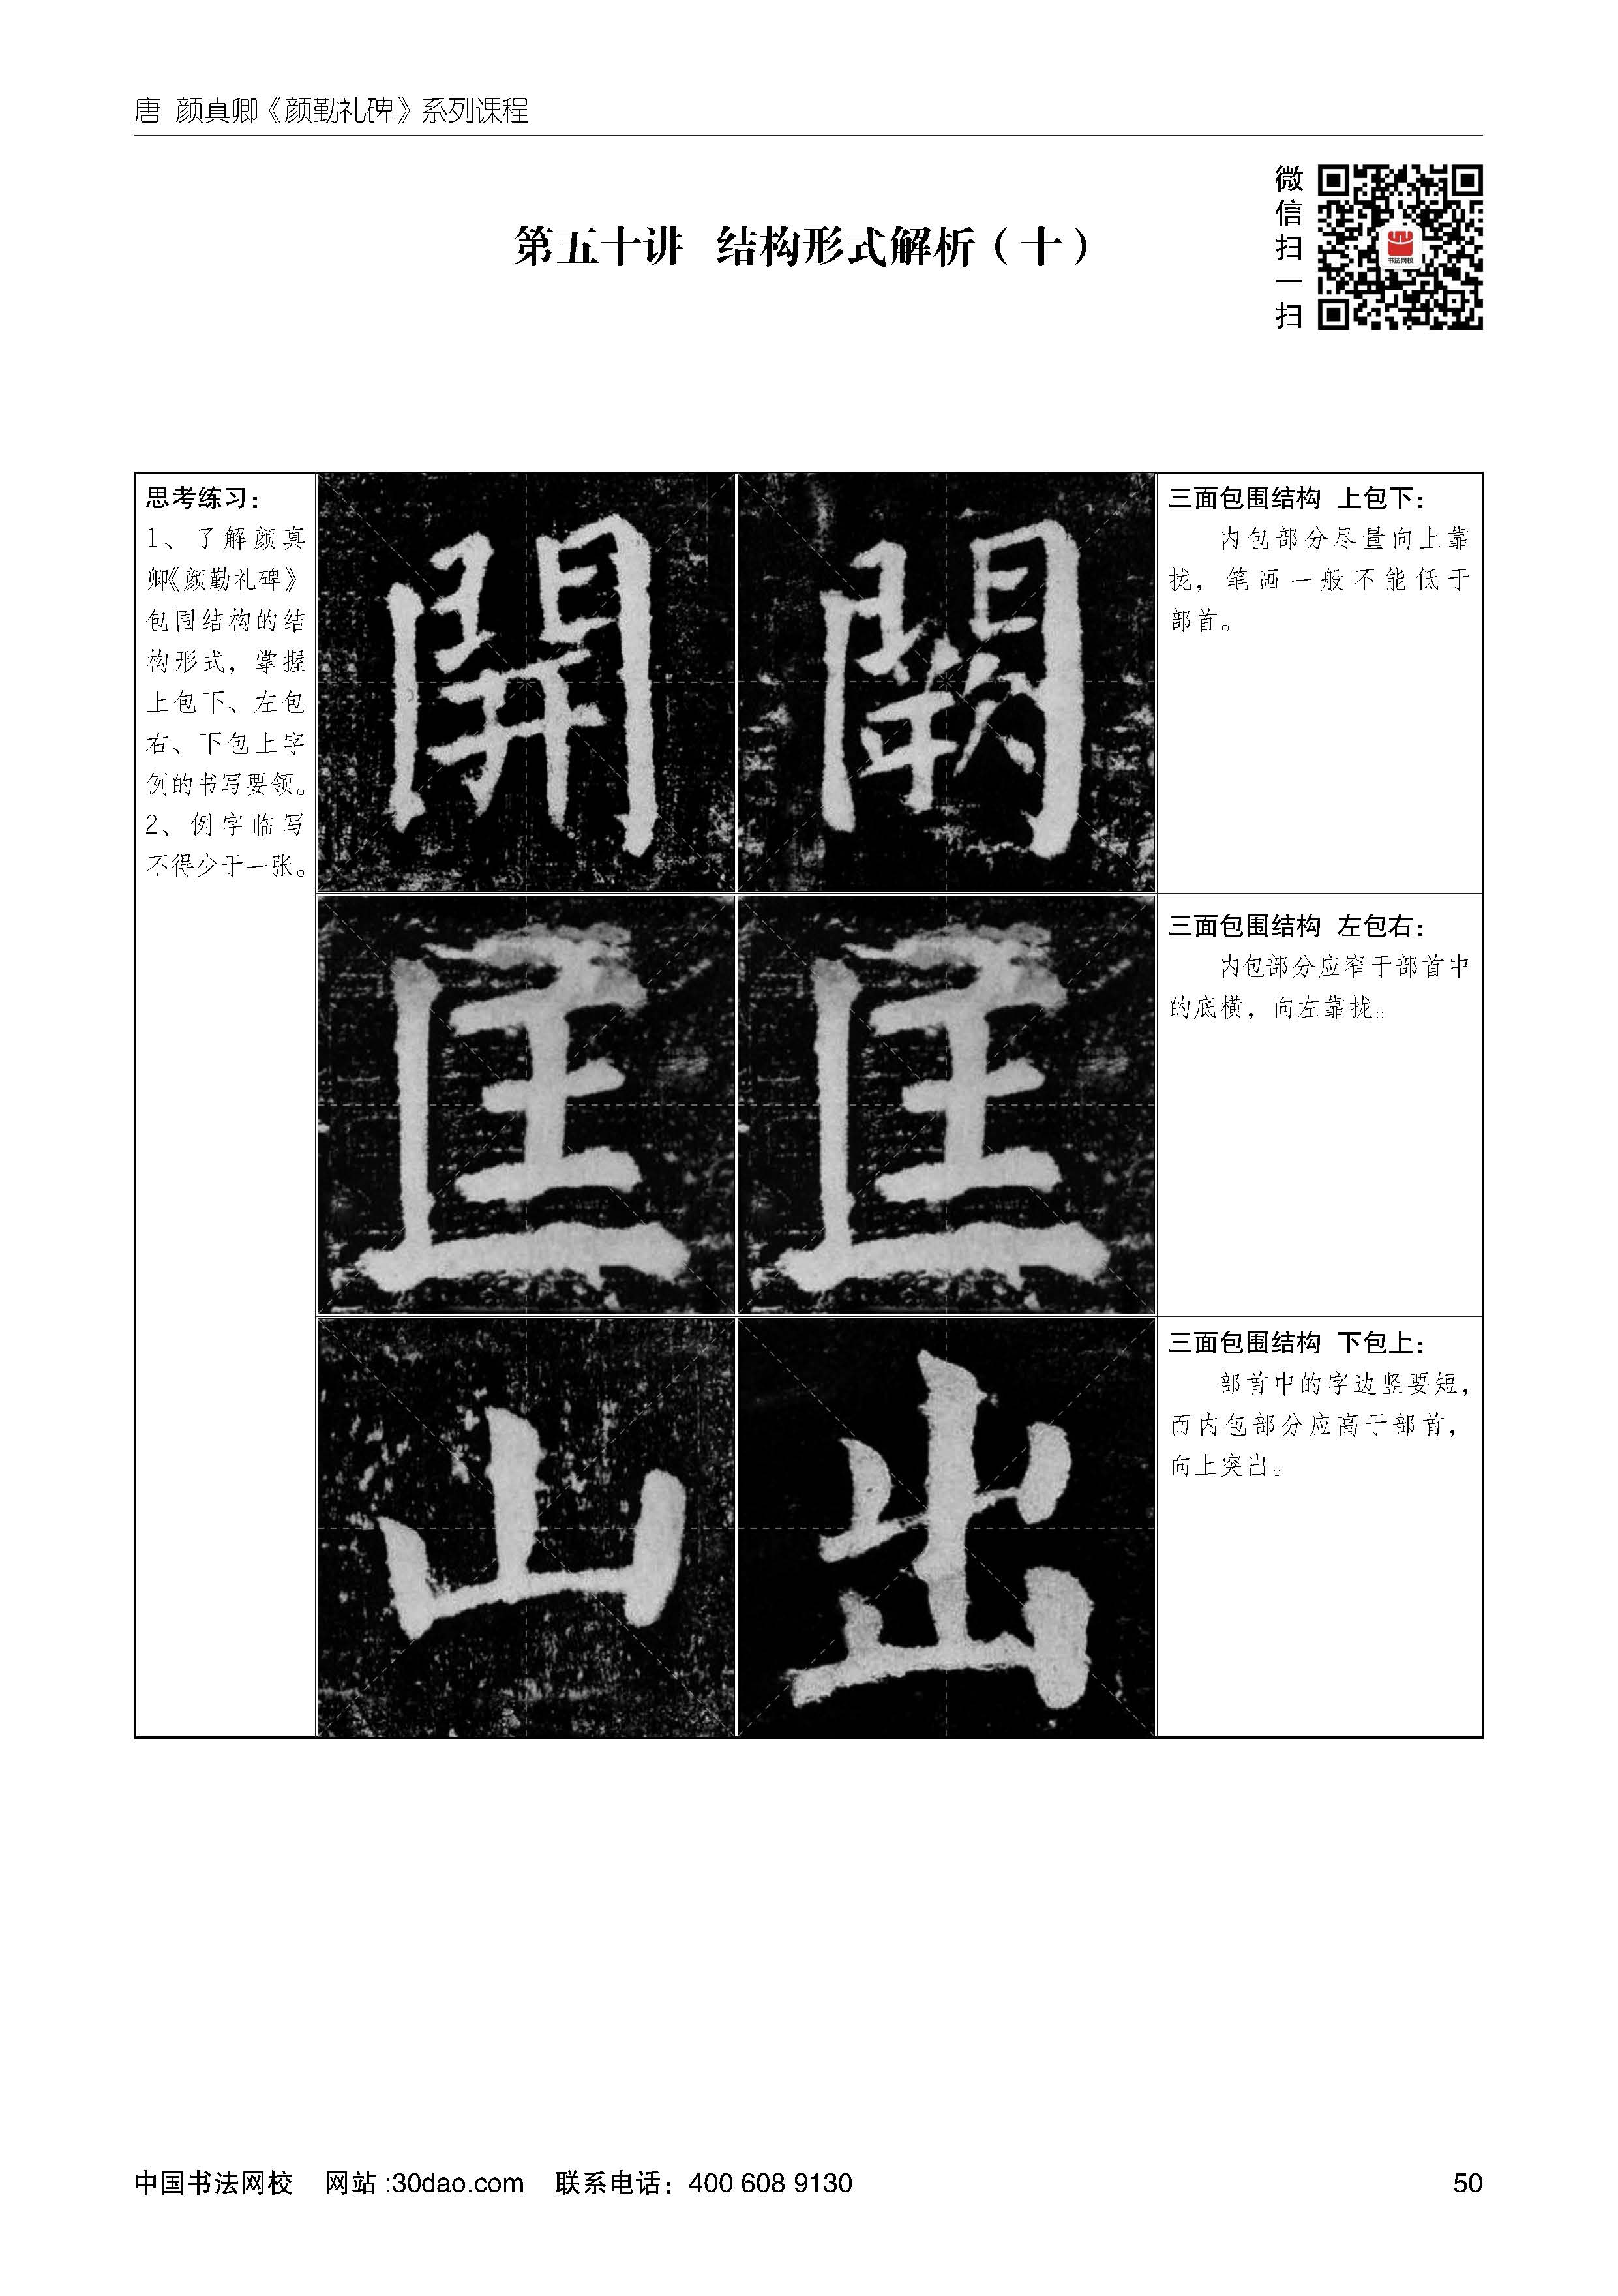 唐 颜真卿《颜勤礼碑》系列课程
微信扫一扫
书法网校
第五十讲 结构形式解析（十）
思考练习：
1、了解颜真
卿《颜勤礼碑》
包围结构的结
构形式，掌握
上包下、左包
右、下包上字
例的书写要领。
2、例字临写
不得少于一张。
開 闕
三面包围结构 上包下：
内包部分尽量向上靠
拢，笔画一般不能低于
部首。
匡 匡
三面包围结构 左包右：
内包部分应窄于部首中
的底横，向左靠拢。
山 出
三面包围结构 下包上：
部首中的字边竖要短，
而内包部分应高于部首，
向上突出。
中国书法网校 网站:30dao.com 联系电话：400 608 9130
50